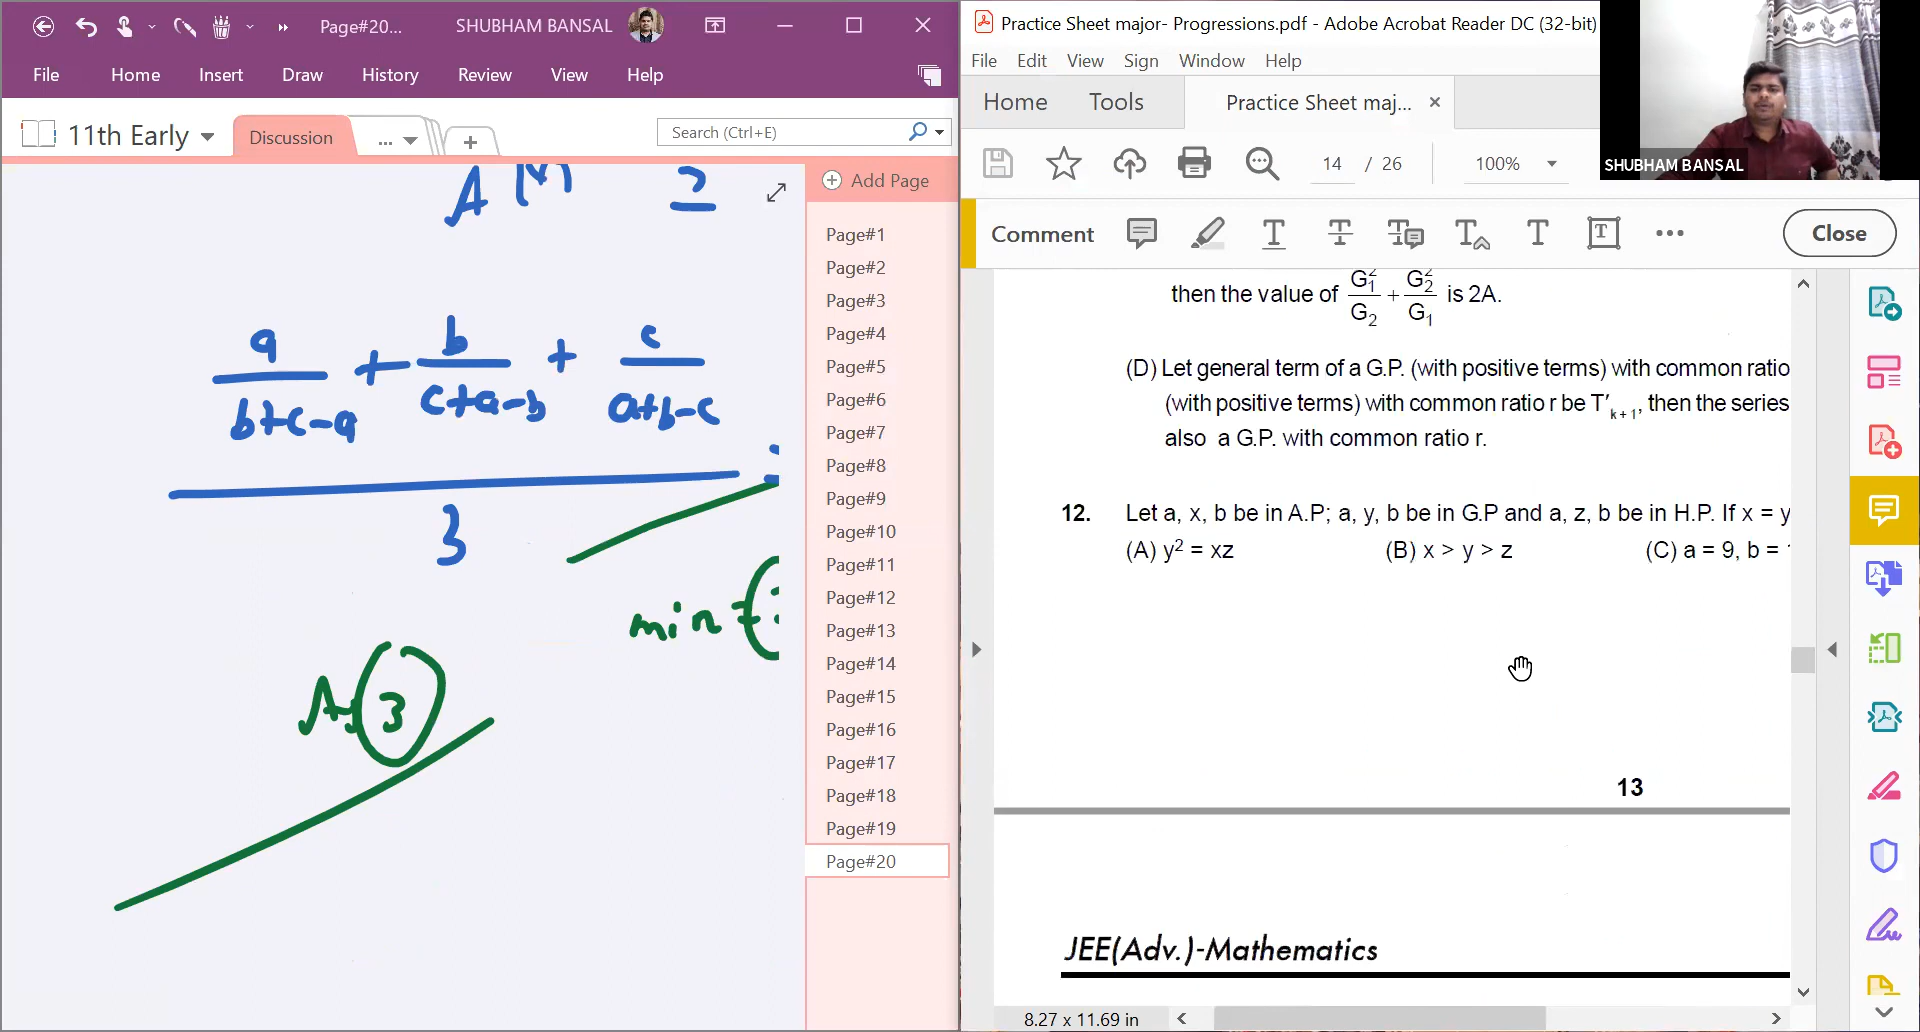 Page#20...
SHUBHAM BANSAL
File Home Insert Draw History Review View Help
11th Early
Discussion
...
Search (Ctrl+E)
Add Page
Page#1
Page#2
Page#3
Page#4
Page#5
Page#6
Page#7
Page#8
Page#9
Page#10
Page#11
Page#12
Page#13
Page#14
Page#15
Page#16
Page#17
Page#18
Page#19
Page#20
a/(b+c-a) + b/(c+a-b) + c/(a+b-c)
3
min =
3
Practice Sheet major- Progressions.pdf - Adobe Acrobat Reader DC (32-bit)
File Edit View Sign Window Help
Home Tools Practice Sheet maj... ×
14 / 26 100%
SHUBHAM BANSAL
Comment Close
then the value of G₁²/G₂ + G₂²/G₁ is 2A.
(D) Let general term of a G.P. (with positive terms) with common ratio
(with positive terms) with common ratio r be T′ₖ₊₁, then the series
also a G.P. with common ratio r.
12. Let a, x, b be in A.P; a, y, b be in G.P and a, z, b be in H.P. If x = y
(A) y² = xz (B) x > y > z (C) a = 9, b =
13
JEE(Adv.)-Mathematics
8.27 x 11.69 in